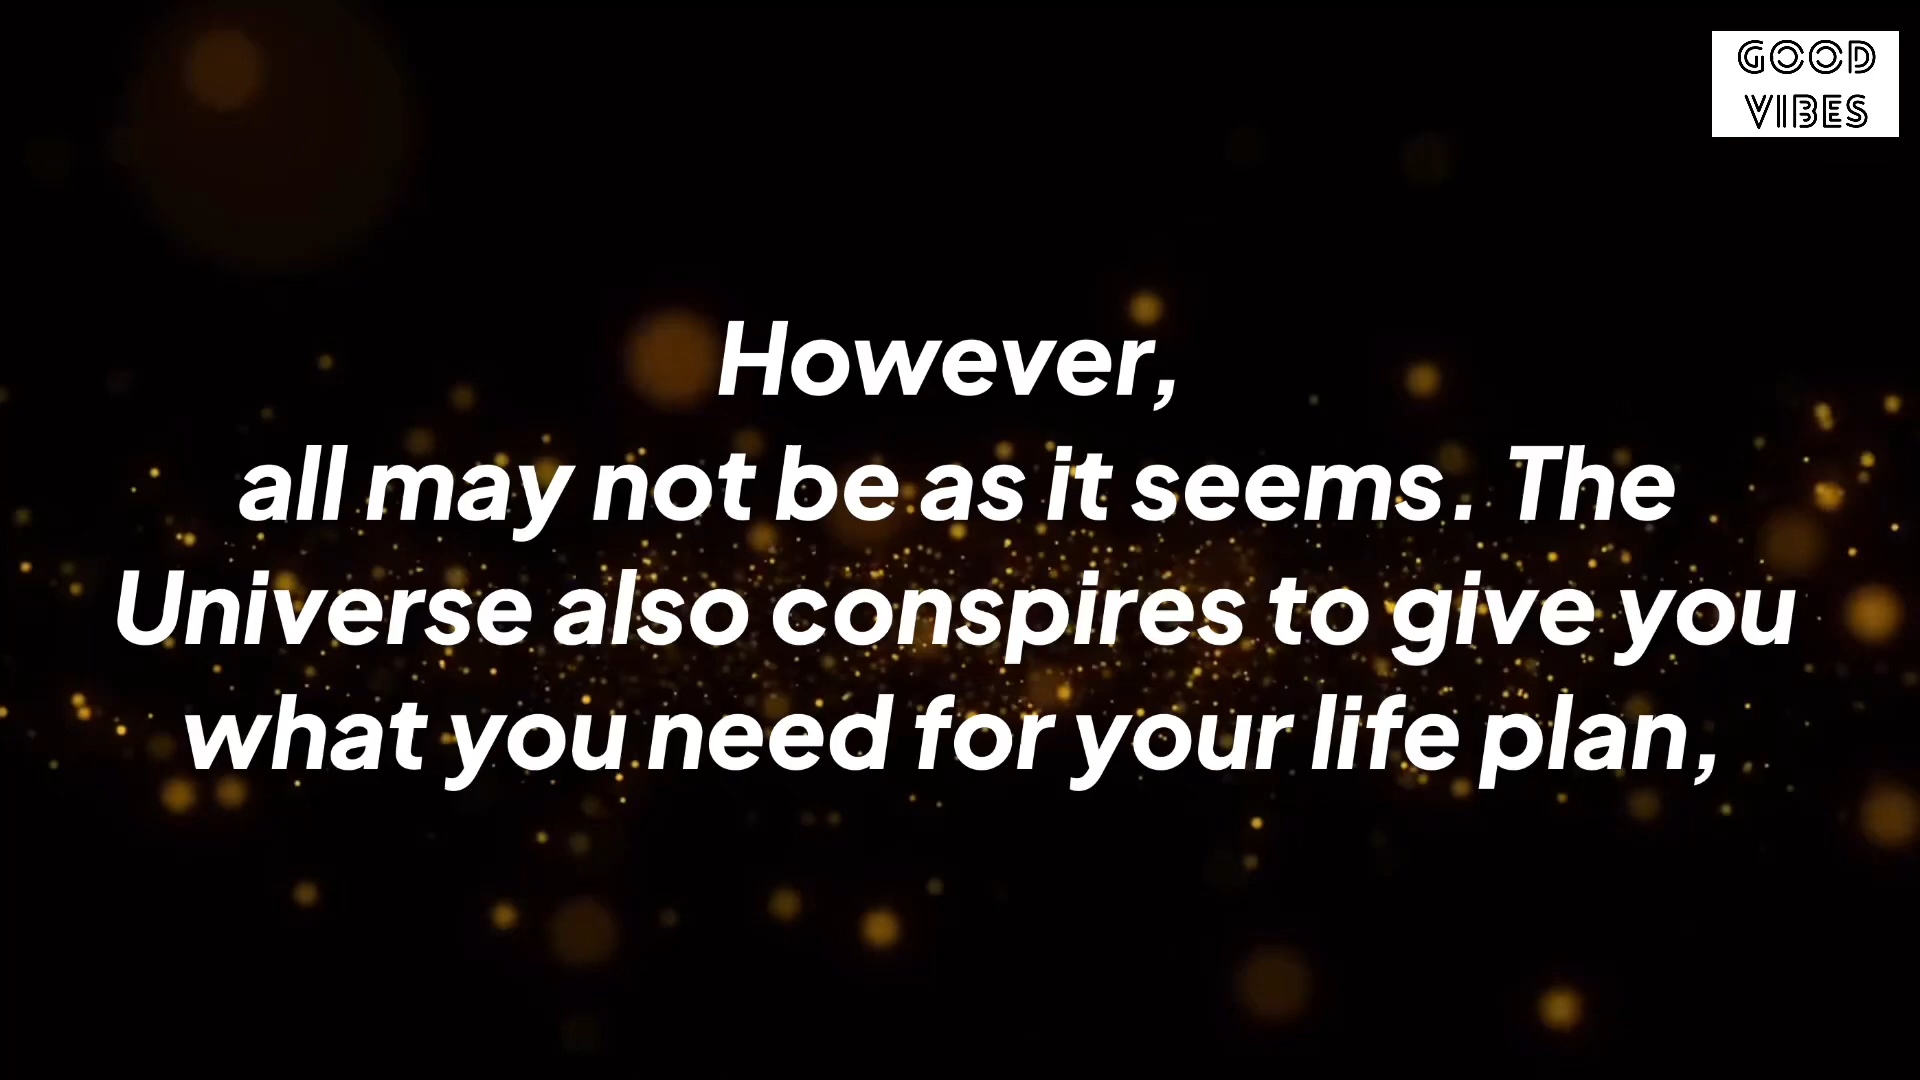 GOOD
VIBES
However,
all may not be as it seems. The
Universe also conspires to give you
what you need for your life plan,